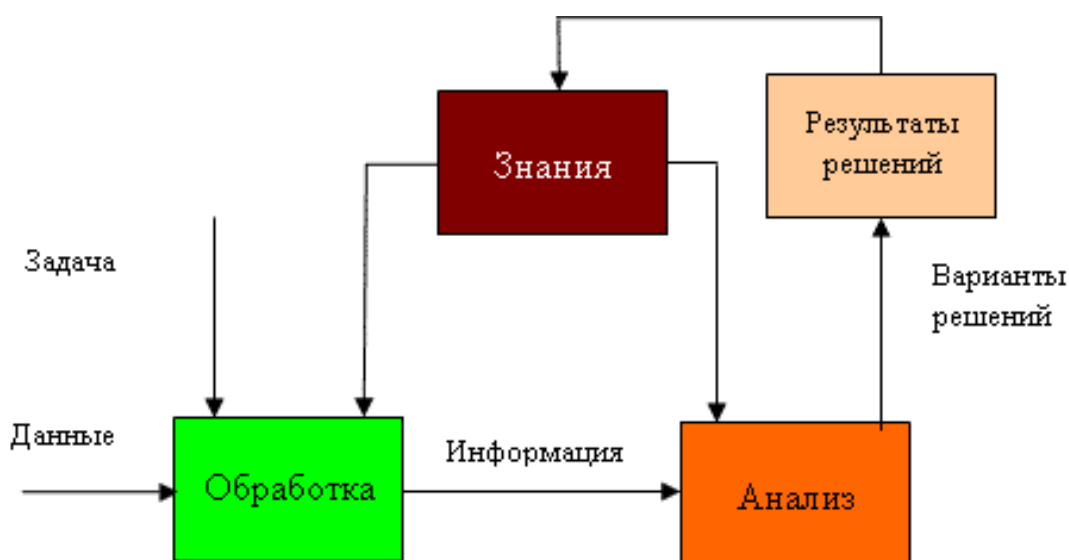 Результаты
решений
Знания
Задача
Варианты
решений
Данные
Информация
Обработка
Анализ